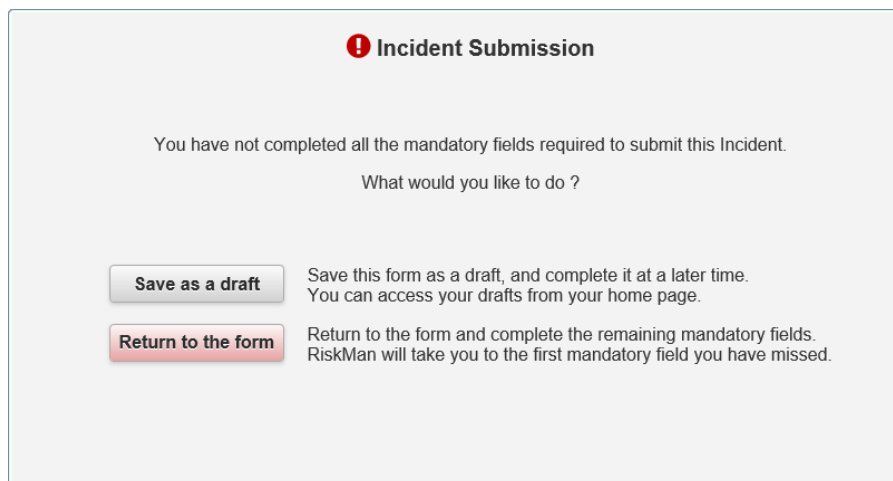 Incident Submission
You have not completed all the mandatory fields required to submit this Incident.
What would you like to do ?
Save as a draft
Save this form as a draft, and complete it at a later time.
You can access your drafts from your home page.
Return to the form
Return to the form and complete the remaining mandatory fields.
RiskMan will take you to the first mandatory field you have missed.